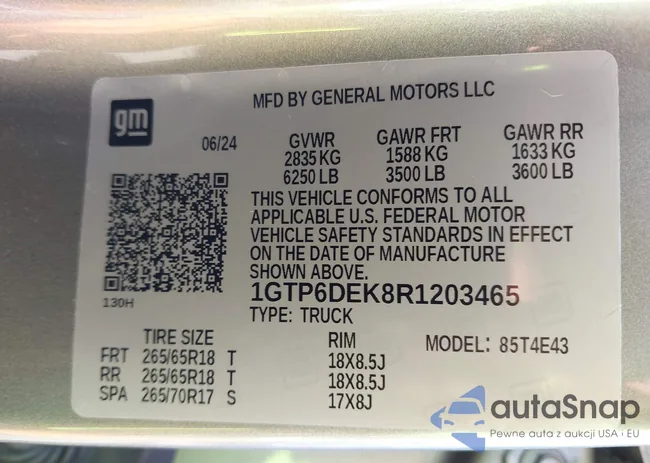 MFD BY GENERAL MOTORS LLC
gm
06/24 GVWR GAWR FRT GAWR RR
2835 KG 1588 KG 1633 KG
6250 LB 3500 LB 3600 LB
THIS VEHICLE CONFORMS TO ALL
APPLICABLE U.S. FEDERAL MOTOR
VEHICLE SAFETY STANDARDS IN EFFECT
ON THE DATE OF MANUFACTURE
SHOWN ABOVE.
130H
1GTP6DEK8R1203465
TYPE: TRUCK
TIRE SIZE RIM MODEL: 85T4E43
FRT 265/65R18 T 18X8.5J
RR 265/65R18 T 18X8.5J
SPA 265/70R17 S 17X8J
autaSnap
Pewne auta z aukcji USA i EU